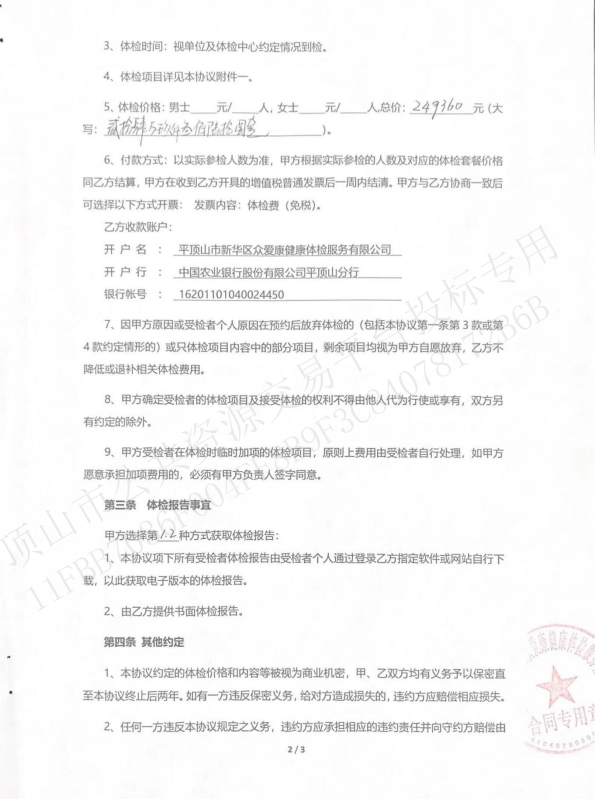 3、体检时间：视单位及体检中心约定情况到检。
4、体检项目详见本协议附件一。
5、体检价格：男士____元/____人，女士____元/____人,总价：249360 元（大
写：贰拾肆万玖仟叁佰陆拾圆整）。
6、付款方式：以实际参检人数为准，甲方根据实际参检的人数及对应的体检套餐价格
同乙方结算，甲方在收到乙方开具的增值税普通发票后一周内结清。甲方与乙方协商一致后
可选择以下方式开票： 发票内容：体检费（免税）。
乙方收款账户：
开 户 名 ： 平顶山市新华区众爱康健康体检服务有限公司
开 户 行 ： 中国农业银行股份有限公司平顶山分行
银行帐号 ： 16201101040024450
7、因甲方原因或受检者个人原因在预约后放弃体检的（包括本协议第一条第 3 款或第
4 款约定情形的）或只体检项目内容中的部分项目，剩余项目均视为甲方自愿放弃，乙方不
降低或退补相关体检费用。
8、甲方确定受检者的体检项目及接受体检的权利不得由他人代为行使或享有，双方另
有约定的除外。
9、甲方受检者在体检时临时加项的体检项目，原则上费用由受检者自行处理，如甲方
愿意承担加项费用的，必须有甲方负责人签字同意。
第三条 体检报告事宜
甲方选择第1.2种方式获取体检报告：
1、本协议项下所有受检者体检报告由受检者个人通过登录乙方指定软件或网站自行下
载，以此获取电子版本的体检报告。
2、由乙方提供书面体检报告。
第四条 其他约定
1、本协议约定的体检价格和内容等被视为商业机密，甲、乙双方均有义务予以保密直
至本协议终止后两年。如有一方违反保密义务，给对方造成损失的，违约方应赔偿相应损失。
2、任何一方违反本协议规定之义务，违约方应承担相应的违约责任并向守约方赔偿由
2 / 3
顶山市公共资源交易平台投标专用
合同专用章